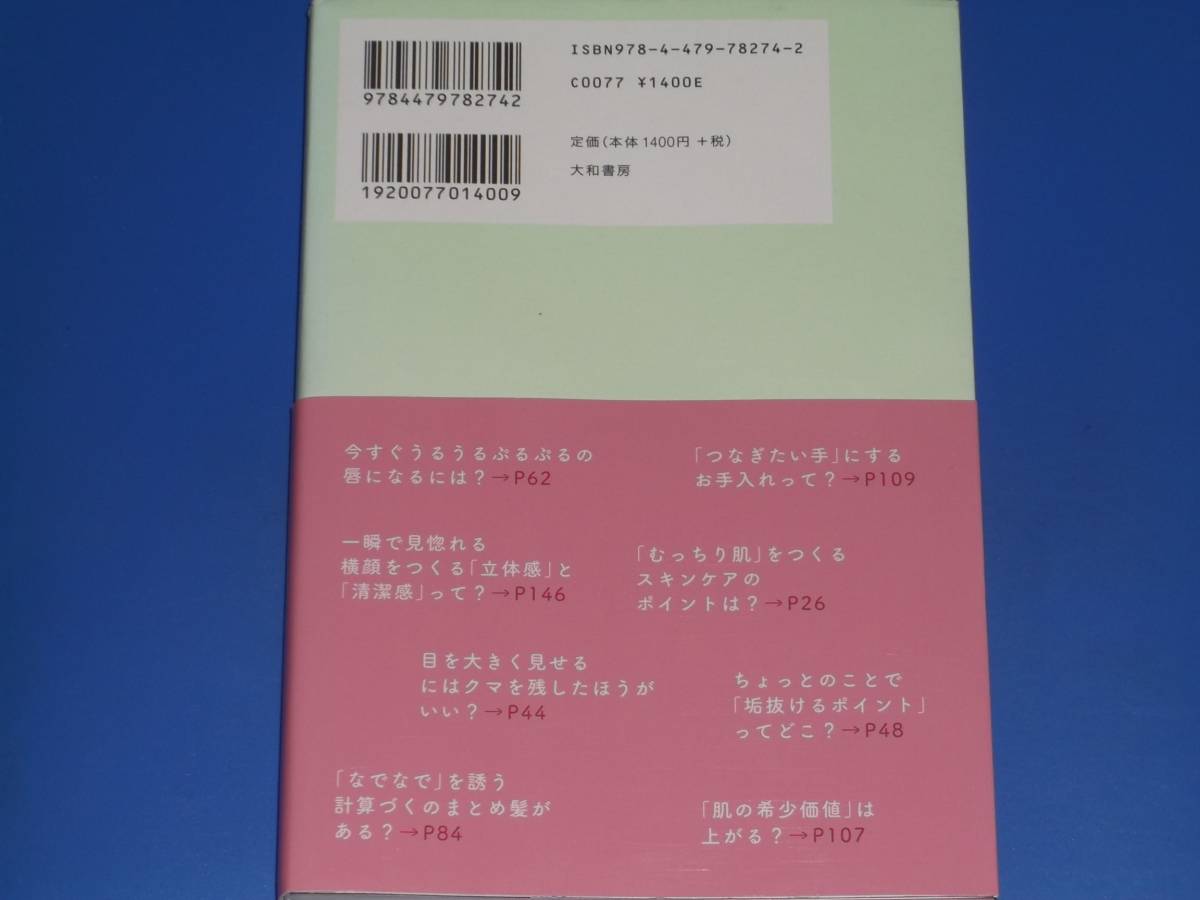 ISBN978-4-479-78274-2
C0077 ¥1400E
9784479782742
定価(本体1400円+税)
大和書房
1920077014009
今すぐうるうるぷるぷるの
唇になるには?→P62
「つなぎたい手」にする
お手入れって?→P109
一瞬で見惚れる
横顔をつくる「立体感」と
「清潔感」って?→P146
「むっちり肌」をつくる
スキンケアの
ポイントは?→P26
目を大きく見せる
にはクマを残したほうが
いい?→P44
ちょっとのことで
「垢抜けるポイント」
ってどこ?→P48
「なでなで」を誘う
計算づくのまとめ髪が
ある?→P84
「肌の希少価値」は
上がる?→P107